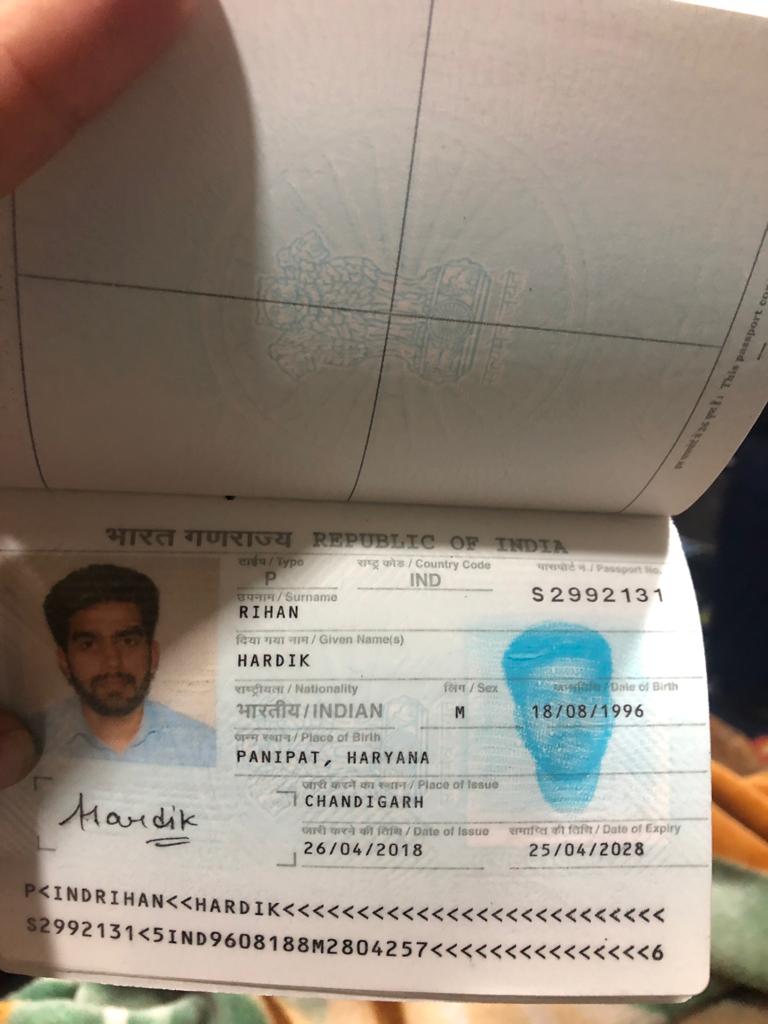 This passport con
भारत गणराज्य REPUBLIC OF INDIA
टाईप / Type राष्ट्र कोड / Country Code पासपोर्ट न. / Passport No.
P IND S2992131
उपनाम / Surname
RIHAN
दिया गया नाम / Given Name(s)
HARDIK
राष्ट्रीयता / Nationality लिंग / Sex जन्मतिथि / Date of Birth
भारतीय / INDIAN M 18/08/1996
जन्म स्थान / Place of Birth
PANIPAT, HARYANA
जारी करने का स्थान / Place of Issue
CHANDIGARH
Hardik
जारी करने की तिथि / Date of Issue समाप्ति की तिथि / Date of Expiry
26/04/2018 25/04/2028
P<INDRIHAN<<HARDIK<<<<<<<<<<<<<<<<<<<<<<<<<<
S2992131<5IND9608188M2804257<<<<<<<<<<<<<<<6